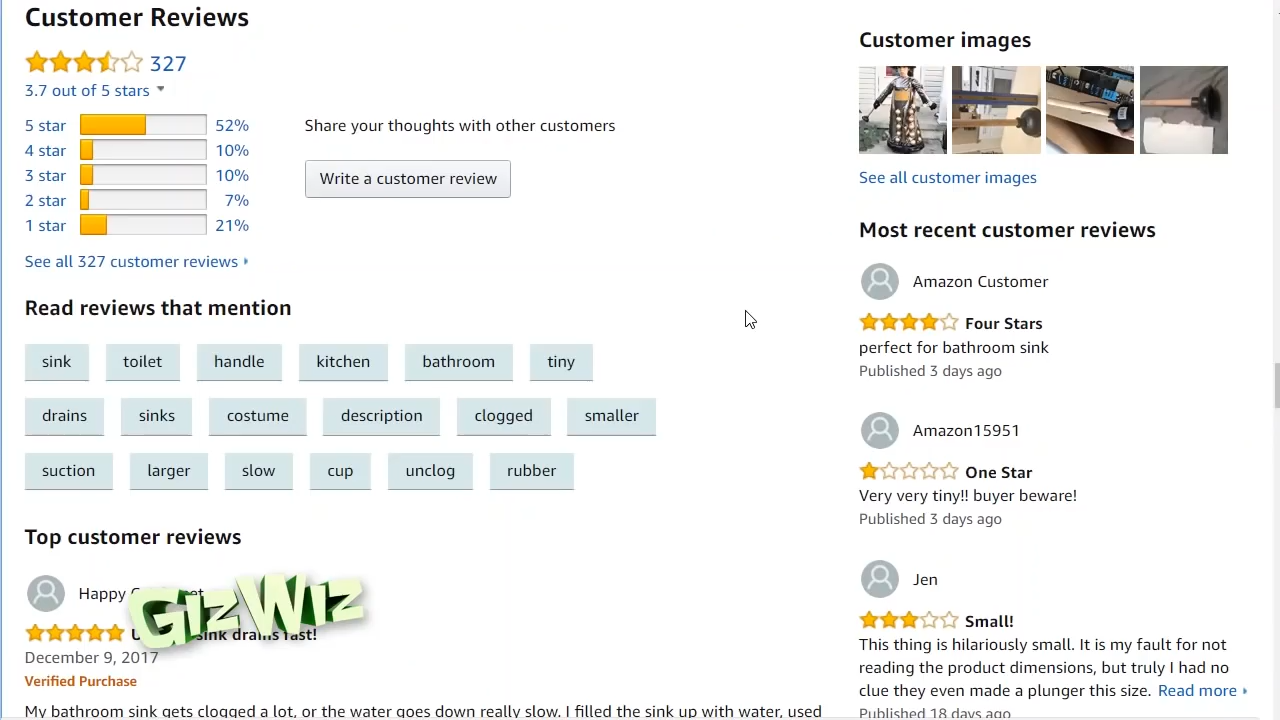 Customer Reviews
327
3.7 out of 5 stars
5 star 52%
4 star 10%
3 star 10%
2 star 7%
1 star 21%
See all 327 customer reviews
Share your thoughts with other customers
Write a customer review
Read reviews that mention
sink toilet handle kitchen bathroom tiny
drains sinks costume description clogged smaller
suction larger slow cup unclog rubber
Top customer reviews
Happy
GizWiz
sink drains fast!
December 9, 2017
Verified Purchase
My bathroom sink gets clogged a lot, or the water goes down really slow. I filled the sink up with water, used
Customer images
See all customer images
Most recent customer reviews
Amazon Customer
Four Stars
perfect for bathroom sink
Published 3 days ago
Amazon15951
One Star
Very very tiny!! buyer beware!
Published 3 days ago
Jen
Small!
This thing is hilariously small. It is my fault for not
reading the product dimensions, but truly I had no
clue they even made a plunger this size. Read more
Published 18 days ago